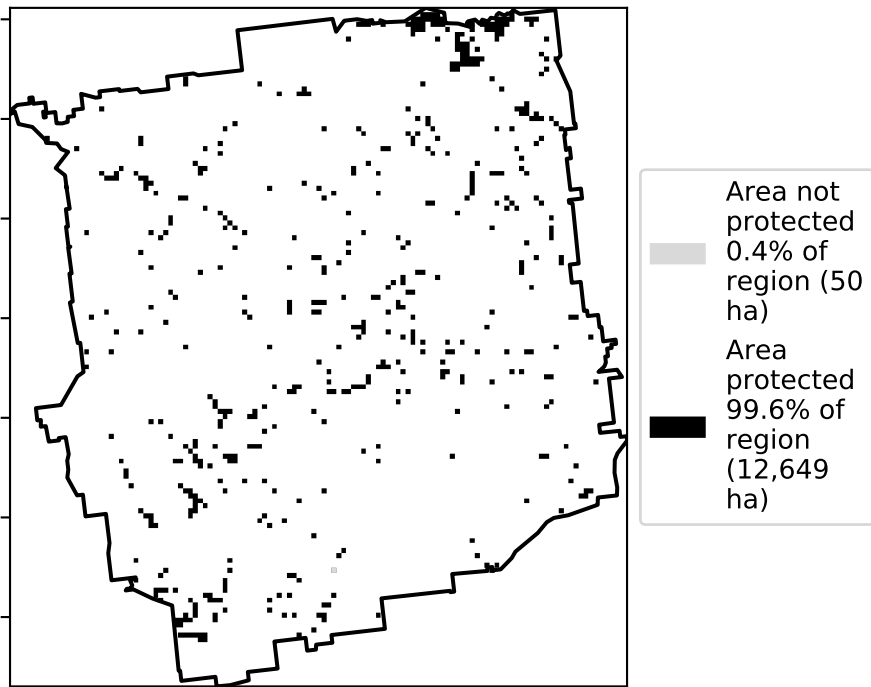 Area not
protected
0.4% of
region (50
ha)
Area
protected
99.6% of
region
(12,649
ha)